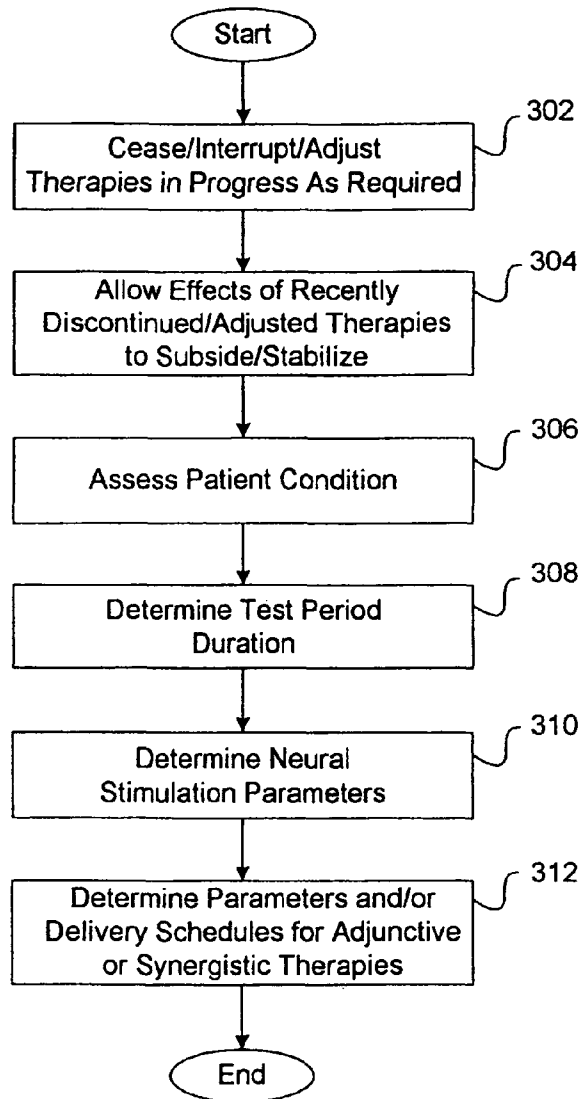 Start
302
Cease/Interrupt/Adjust
Therapies in Progress As Required
304
Allow Effects of Recently
Discontinued/Adjusted Therapies
to Subside/Stabilize
306
Assess Patient Condition
308
Determine Test Period
Duration
310
Determine Neural
Stimulation Parameters
312
Determine Parameters and/or
Delivery Schedules for Adjunctive
or Synergistic Therapies
End